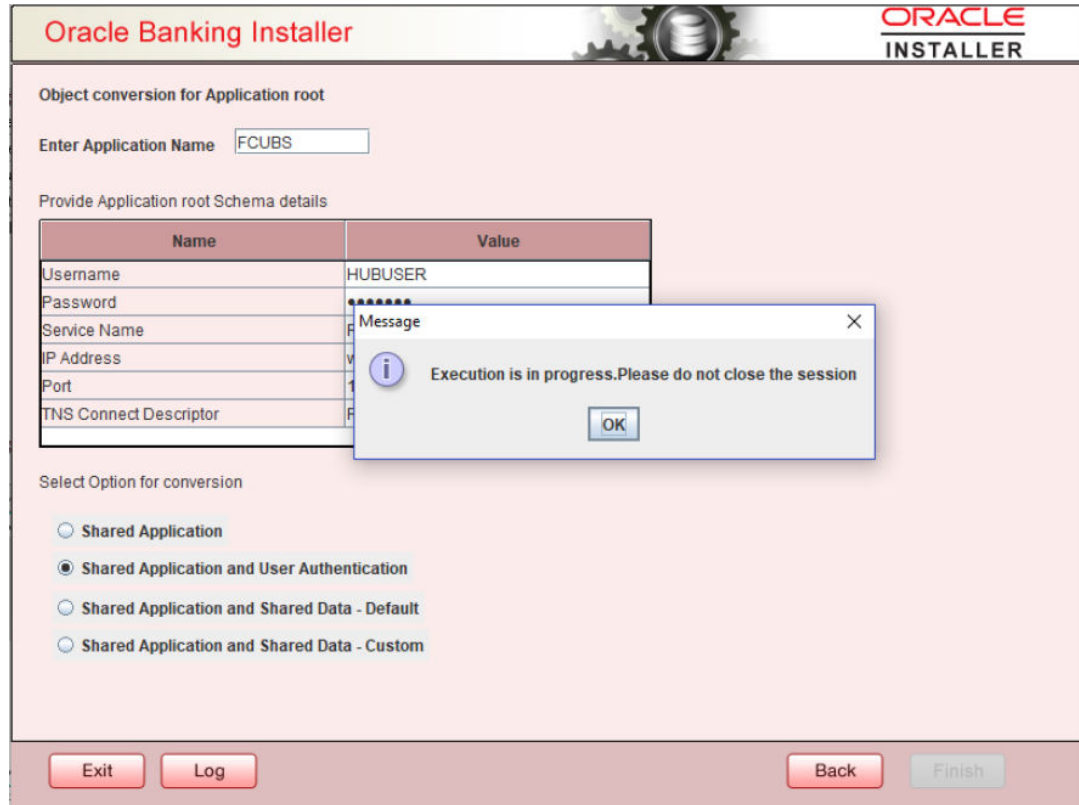 Oracle Banking Installer
ORACLE
INSTALLER
Object conversion for Application root
Enter Application Name FCUBS
Provide Application root Schema details
Name Value
Username HUBUSER
Password
Service Name
IP Address
Port
TNS Connect Descriptor
Message
Execution is in progress.Please do not close the session
OK
Select Option for conversion
Shared Application
Shared Application and User Authentication
Shared Application and Shared Data - Default
Shared Application and Shared Data - Custom
Exit Log Back Finish